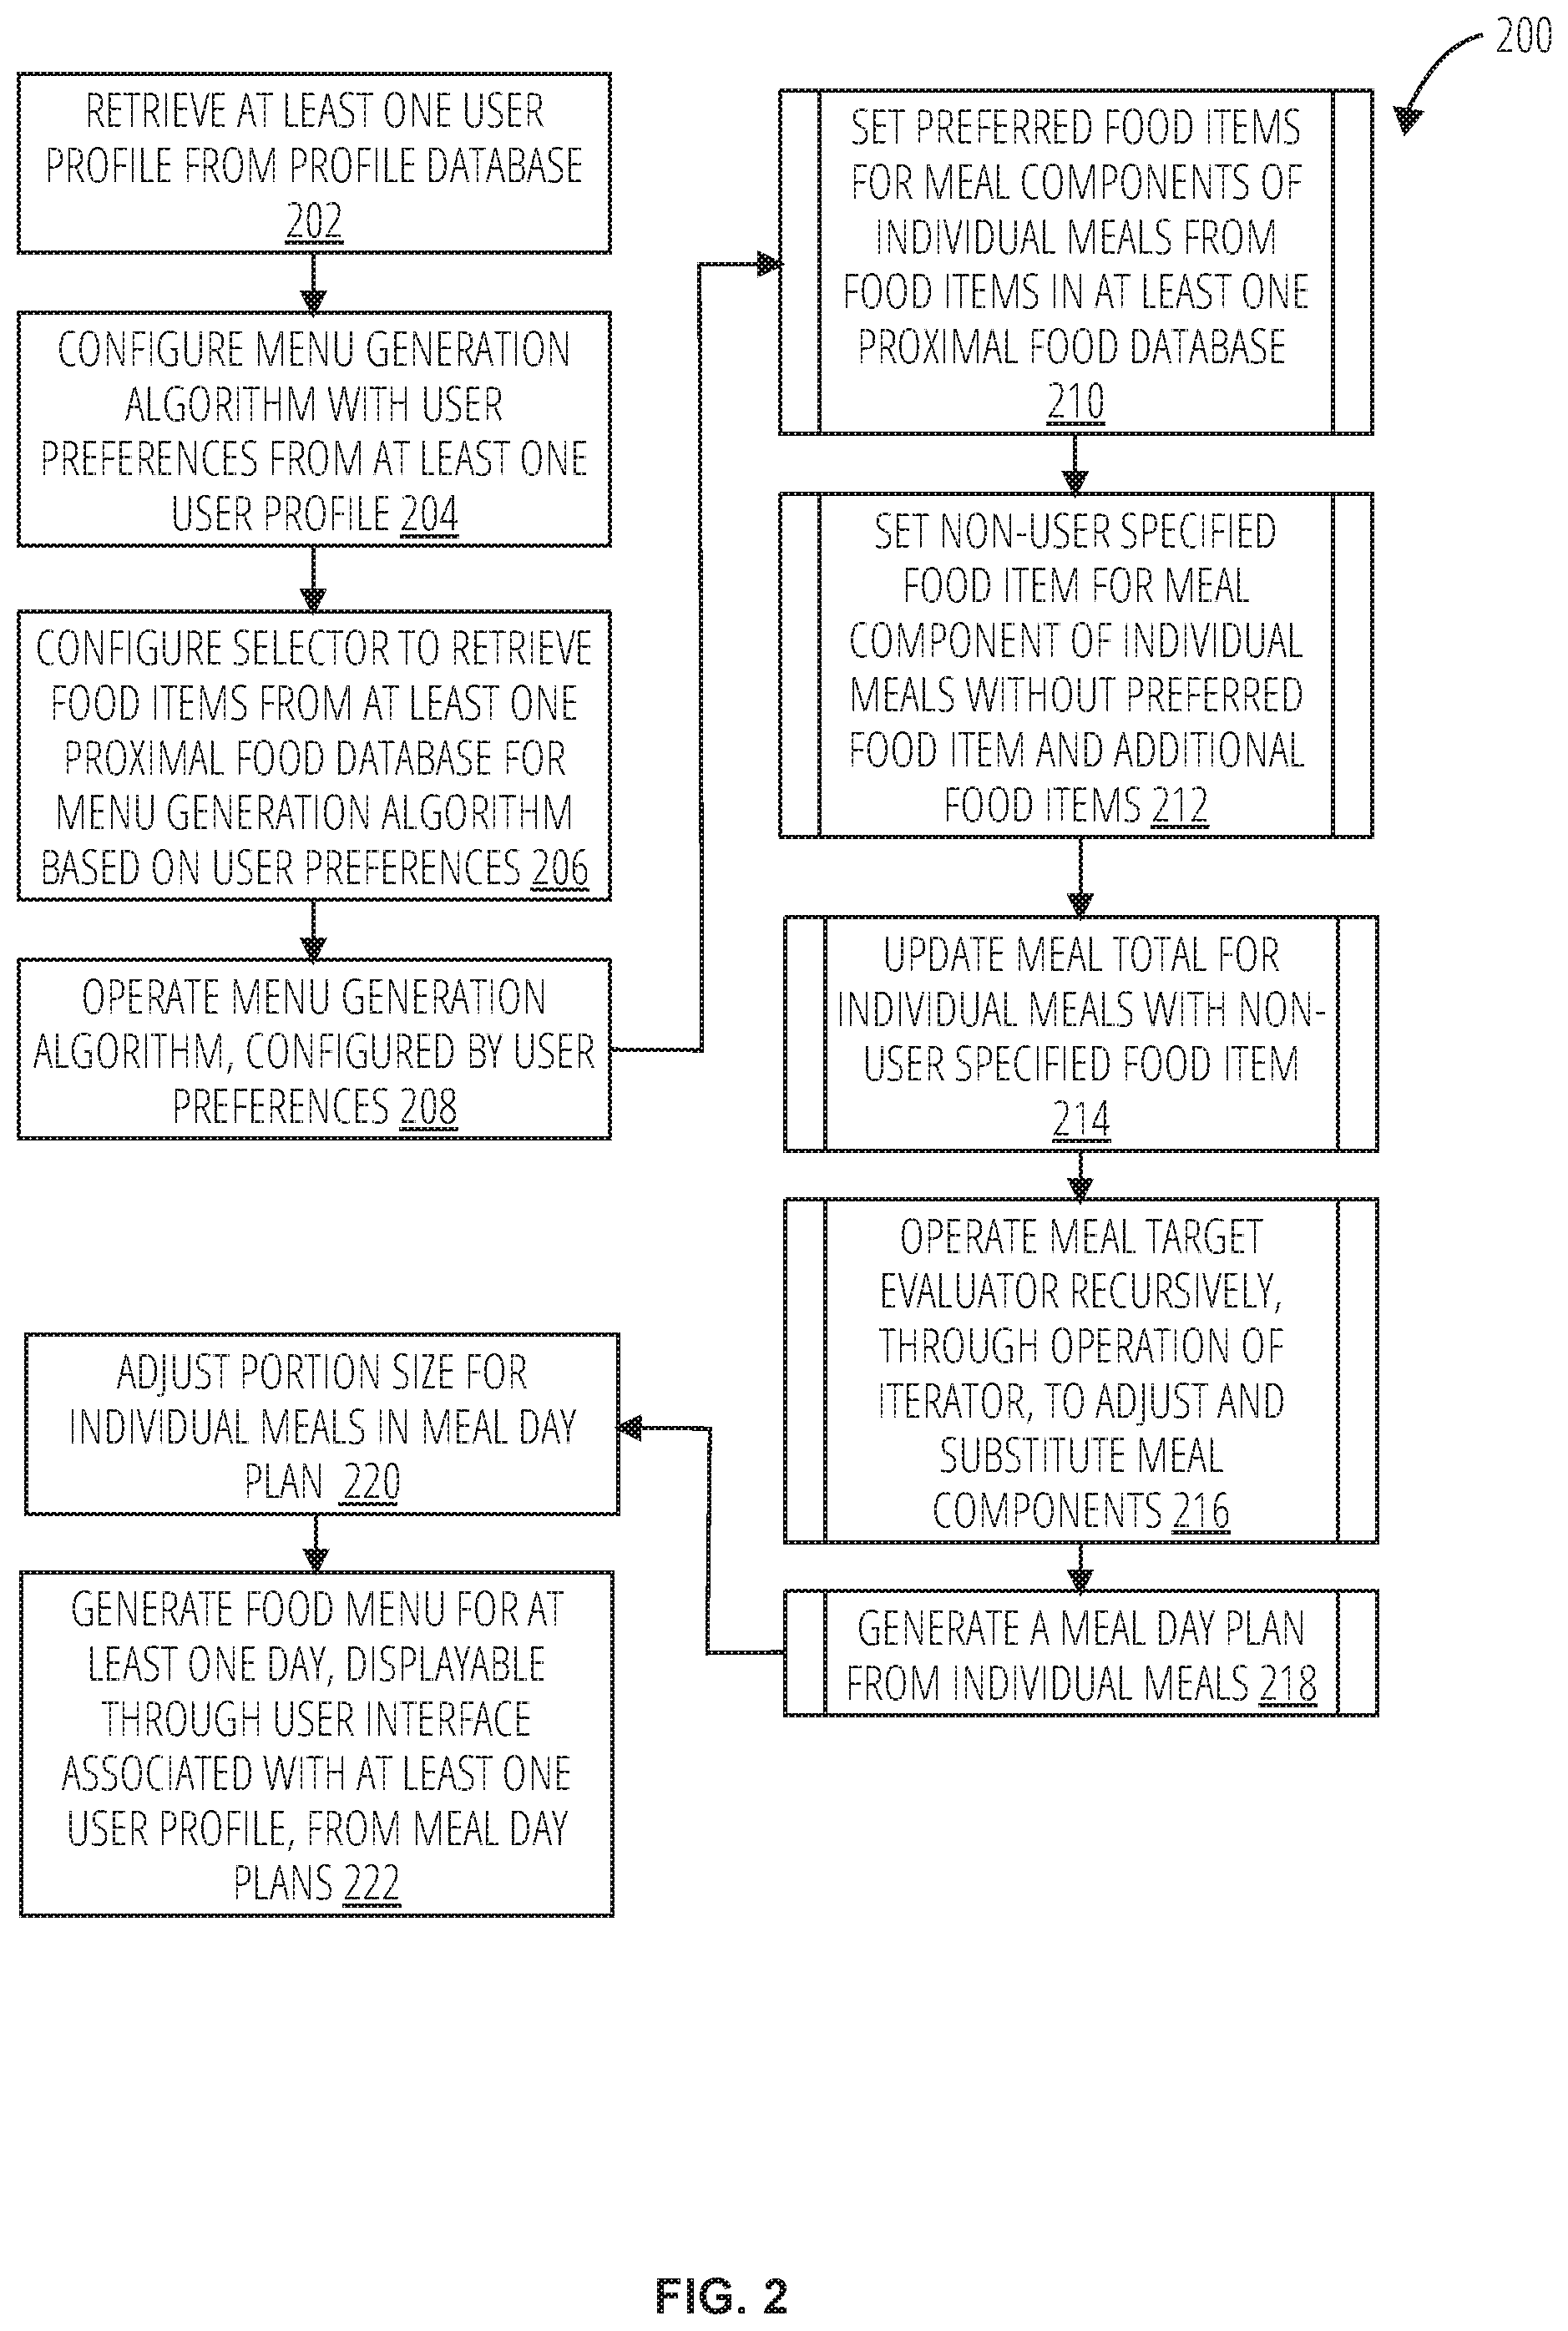 200
RETRIEVE AT LEAST ONE USER
PROFILE FROM PROFILE DATABASE
202
CONFIGURE MENU GENERATION
ALGORITHM WITH USER
PREFERENCES FROM AT LEAST ONE
USER PROFILE 204
CONFIGURE SELECTOR TO RETRIEVE
FOOD ITEMS FROM AT LEAST ONE
PROXIMAL FOOD DATABASE FOR
MENU GENERATION ALGORITHM
BASED ON USER PREFERENCES 206
OPERATE MENU GENERATION
ALGORITHM, CONFIGURED BY USER
PREFERENCES 208
SET PREFERRED FOOD ITEMS
FOR MEAL COMPONENTS OF
INDIVIDUAL MEALS FROM
FOOD ITEMS IN AT LEAST ONE
PROXIMAL FOOD DATABASE
210
SET NON-USER SPECIFIED
FOOD ITEM FOR MEAL
COMPONENT OF INDIVIDUAL
MEALS WITHOUT PREFERRED
FOOD ITEM AND ADDITIONAL
FOOD ITEMS 212
UPDATE MEAL TOTAL FOR
INDIVIDUAL MEALS WITH NON-
USER SPECIFIED FOOD ITEM
214
OPERATE MEAL TARGET
EVALUATOR RECURSIVELY,
THROUGH OPERATION OF
ITERATOR, TO ADJUST AND
SUBSTITUTE MEAL
COMPONENTS 216
GENERATE A MEAL DAY PLAN
FROM INDIVIDUAL MEALS 218
ADJUST PORTION SIZE FOR
INDIVIDUAL MEALS IN MEAL DAY
PLAN 220
GENERATE FOOD MENU FOR AT
LEAST ONE DAY, DISPLAYABLE
THROUGH USER INTERFACE
ASSOCIATED WITH AT LEAST ONE
USER PROFILE, FROM MEAL DAY
PLANS 222
FIG. 2